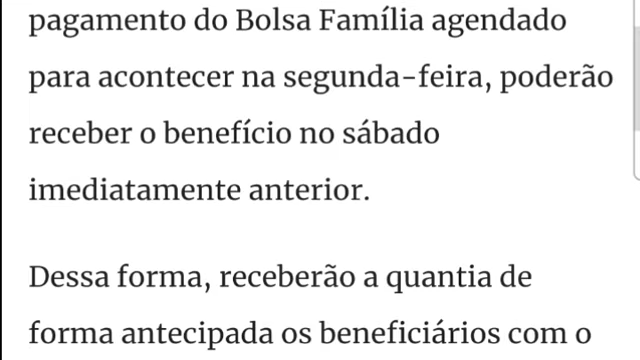 pagamento do Bolsa Família agendado
para acontecer na segunda-feira, poderão
receber o benefício no sábado
imediatamente anterior.
Dessa forma, receberão a quantia de
forma antecipada os beneficiários com o